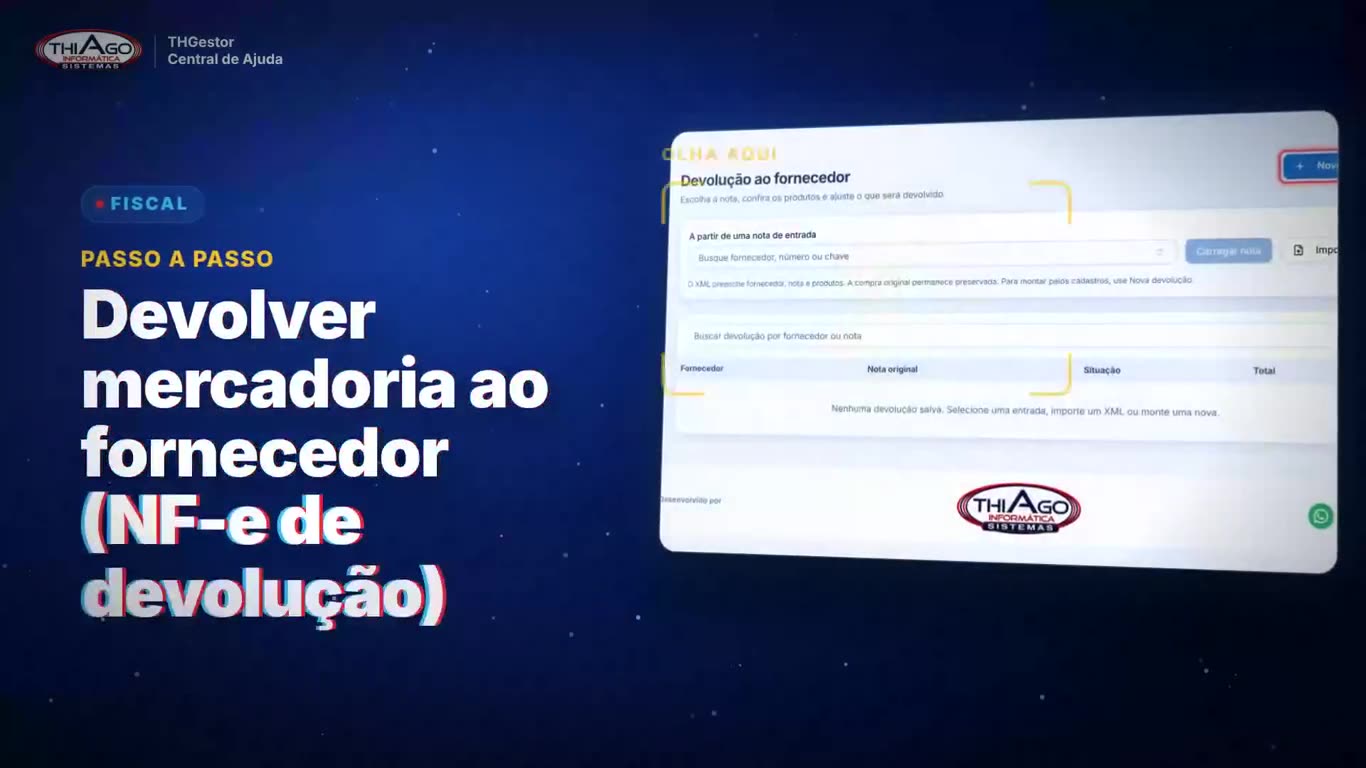 THIAGO
INFORMÁTICA
SISTEMAS
THGestor
Central de Ajuda
FISCAL
PASSO A PASSO
Devolver
mercadoria ao
fornecedor
(NF-e de
devolução)
OLHA AQUI
Devolução ao fornecedor
Escolha a nota, confira os produtos e ajuste o que será devolvido.
+ Nov
A partir de uma nota de entrada
Busque fornecedor, número ou chave
Carregar nota
Impo
O XML preenche fornecedor, nota e produtos. A compra original permanece preservada. Para montar pelos cadastros, use Nova devolução.
Buscar devolução por fornecedor ou nota
Fornecedor Nota original Situação Total
Nenhuma devolução salva. Selecione uma entrada, importe um XML ou monte uma nova.
Desenvolvido por
THIAGO
INFORMÁTICA
SISTEMAS